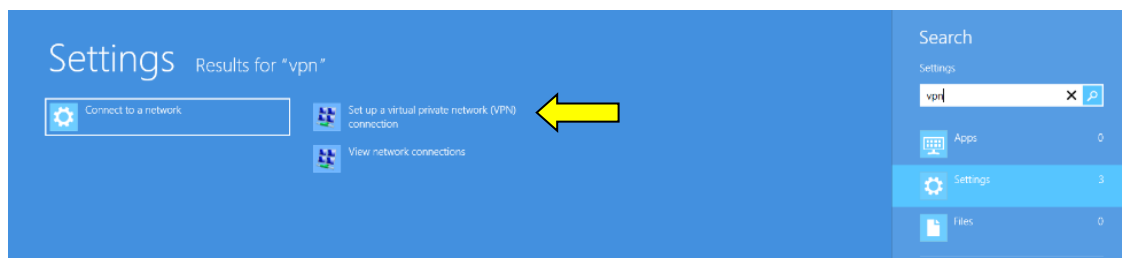 Settings Results for "vpn"
Connect to a network
Set up a virtual private network (VPN)
connection
View network connections
Search
Settings
vpn
Apps 0
Settings 3
Files 0